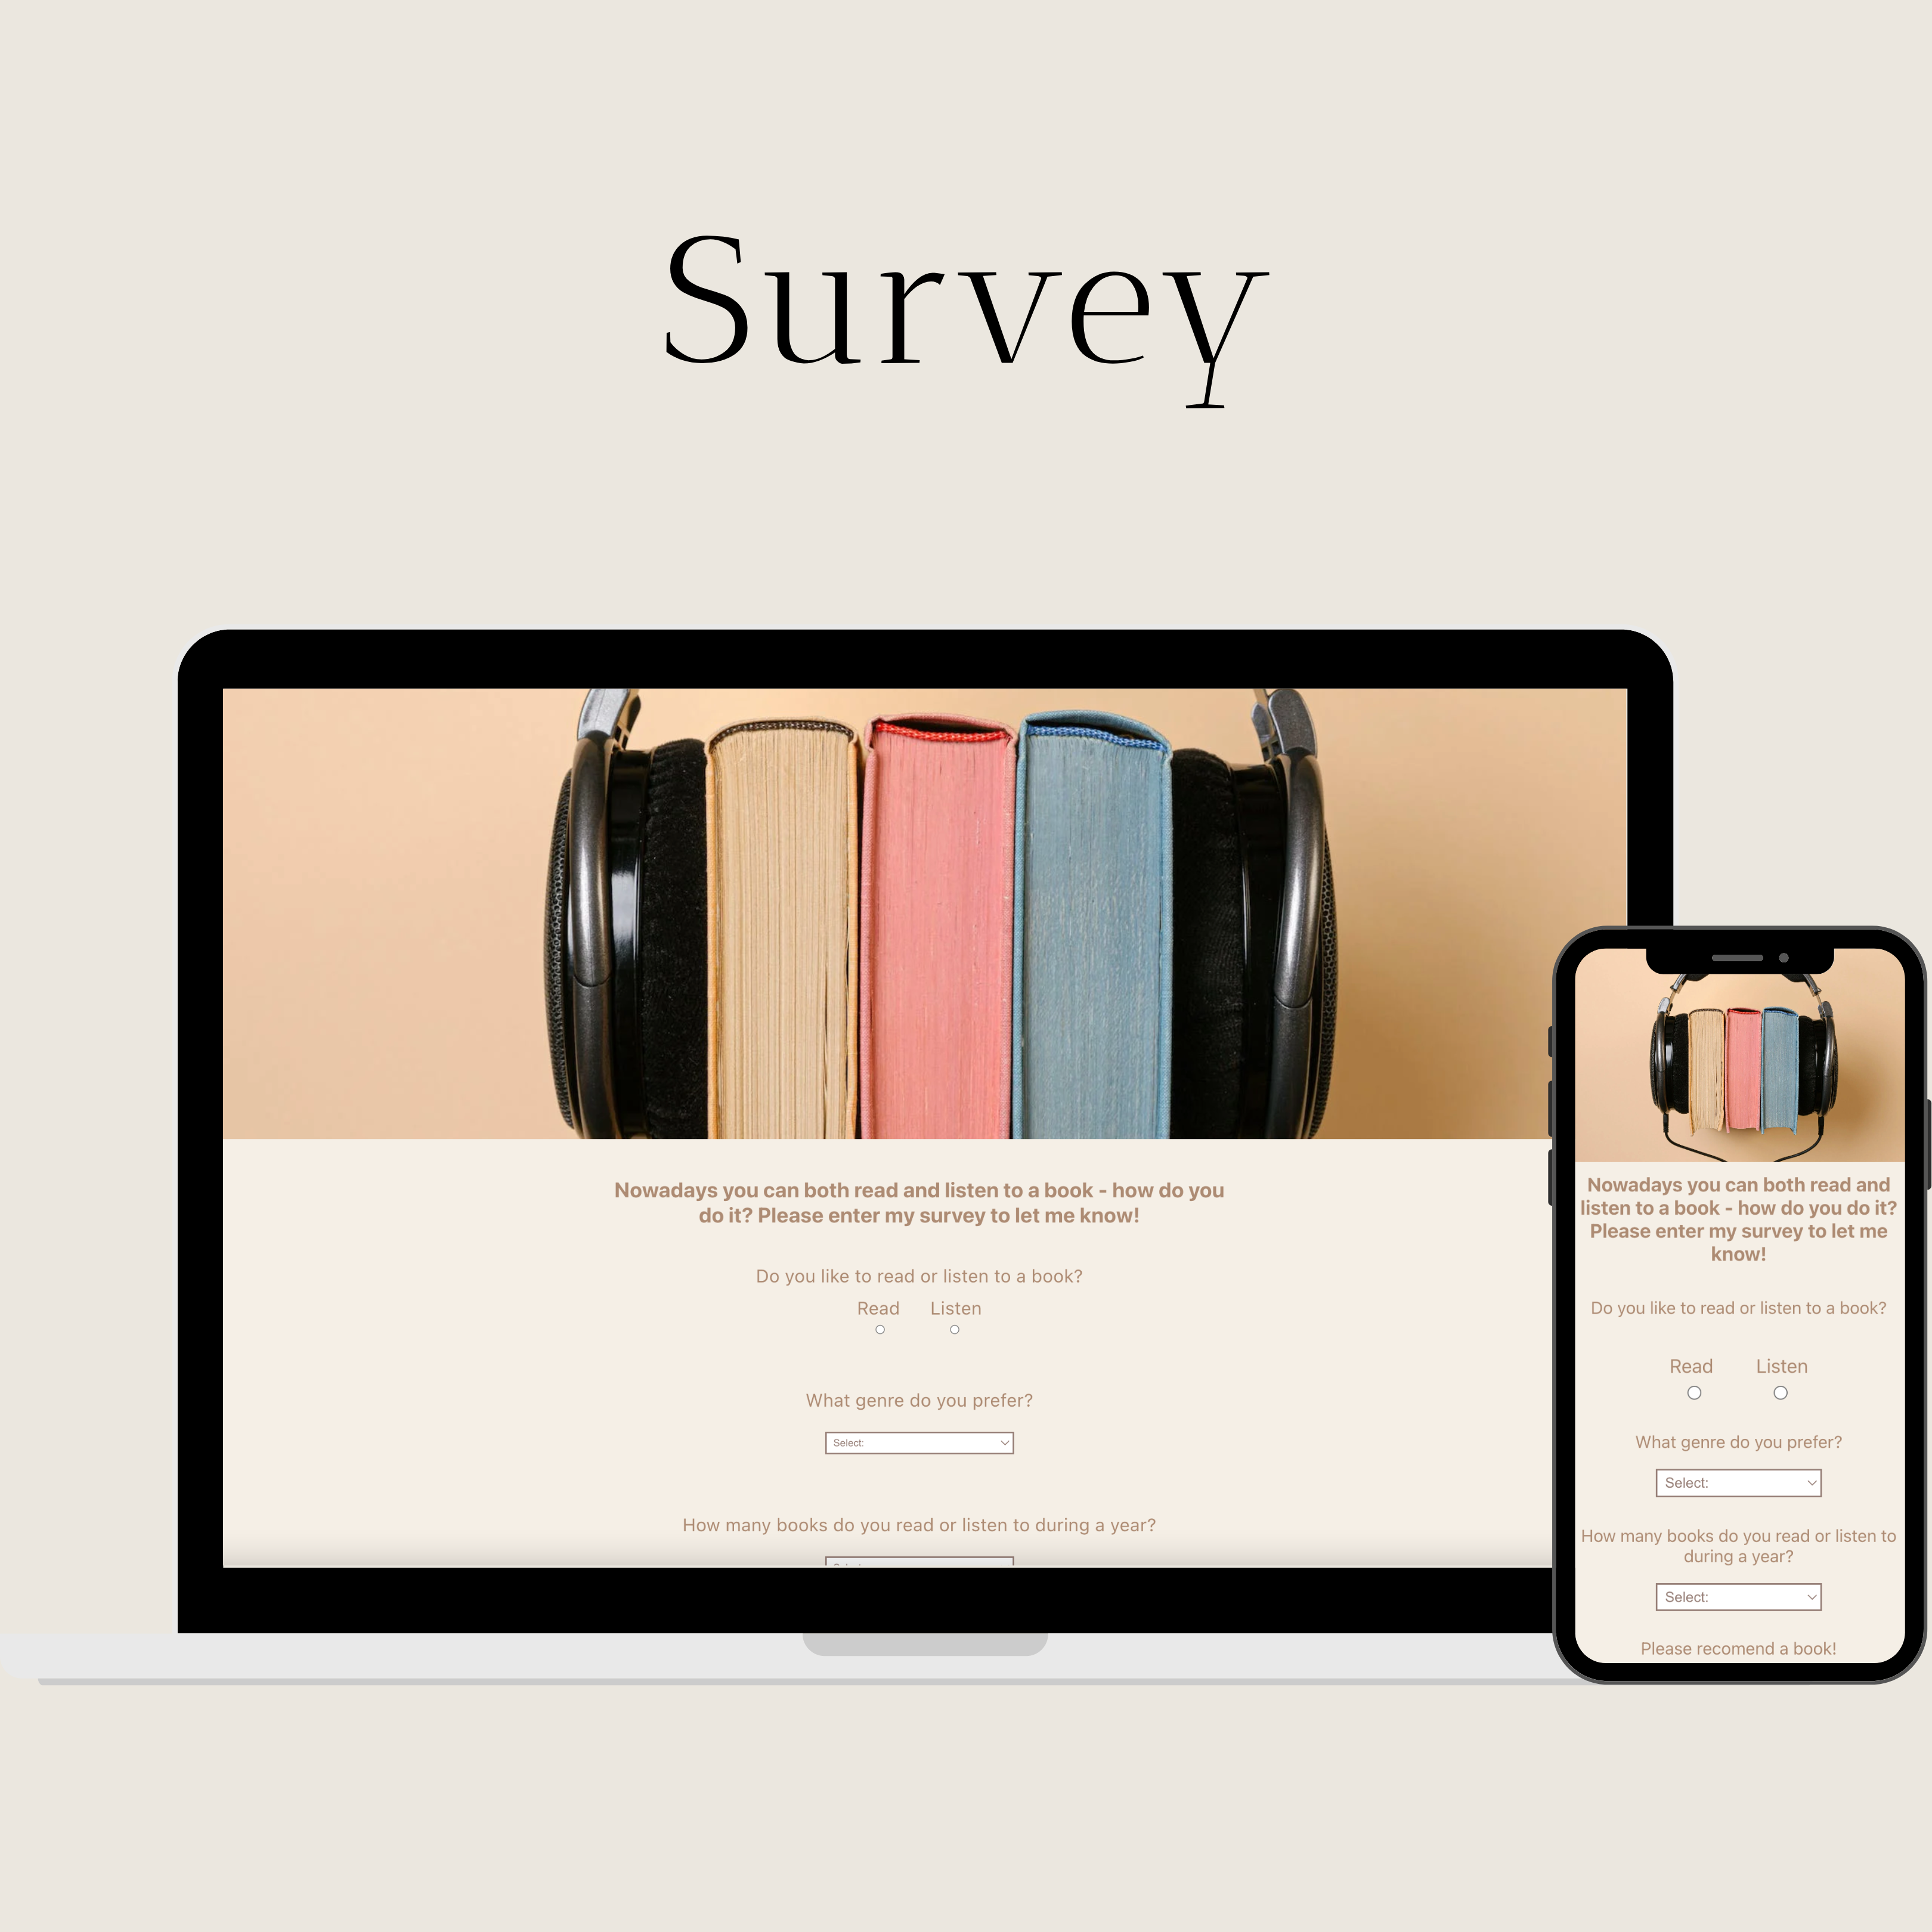 Survey
Nowadays you can both read and listen to a book - how do you
do it? Please enter my survey to let me know!
Do you like to read or listen to a book?
Read Listen
What genre do you prefer?
Select:
How many books do you read or listen to during a year?
Nowadays you can both read and
listen to a book - how do you do it?
Please enter my survey to let me
know!
Do you like to read or listen to a book?
Read Listen
What genre do you prefer?
Select:
How many books do you read or listen to
during a year?
Select:
Please recomend a book!